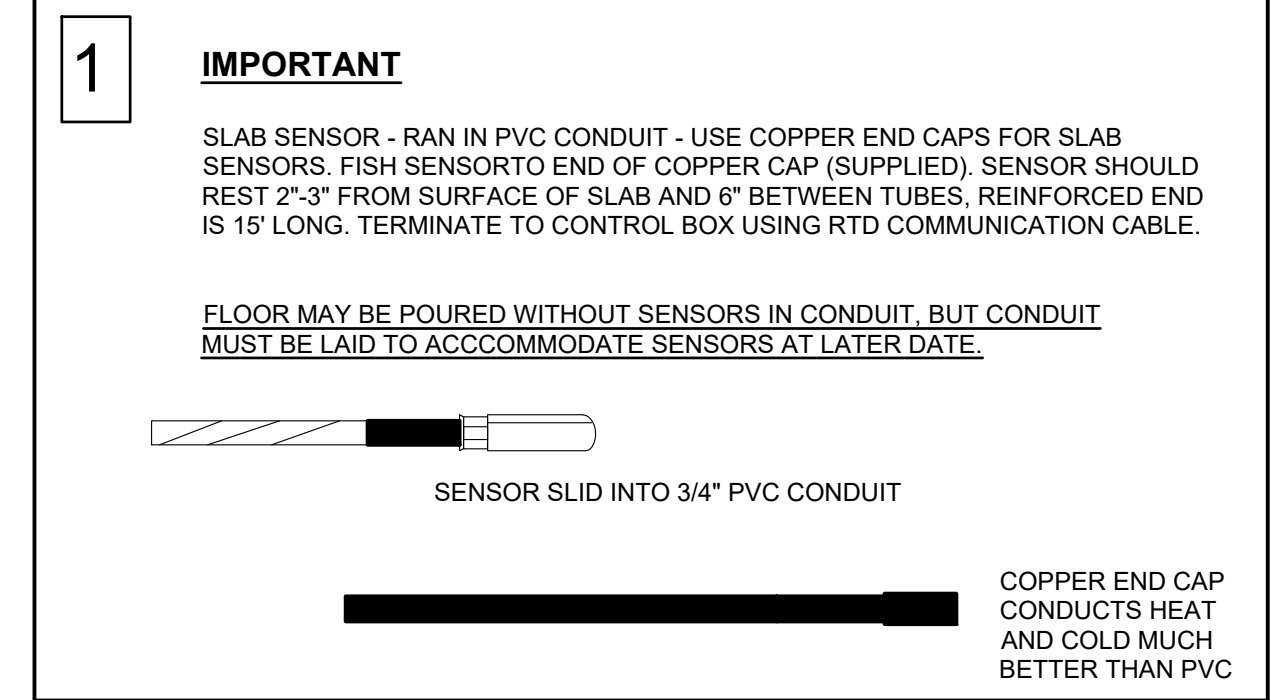 1
IMPORTANT
SLAB SENSOR - RAN IN PVC CONDUIT - USE COPPER END CAPS FOR SLAB
SENSORS. FISH SENSORTO END OF COPPER CAP (SUPPLIED). SENSOR SHOULD
REST 2"-3" FROM SURFACE OF SLAB AND 6" BETWEEN TUBES, REINFORCED END
IS 15' LONG. TERMINATE TO CONTROL BOX USING RTD COMMUNICATION CABLE.
FLOOR MAY BE POURED WITHOUT SENSORS IN CONDUIT, BUT CONDUIT
MUST BE LAID TO ACCCOMMODATE SENSORS AT LATER DATE.
SENSOR SLID INTO 3/4" PVC CONDUIT
COPPER END CAP
CONDUCTS HEAT
AND COLD MUCH
BETTER THAN PVC